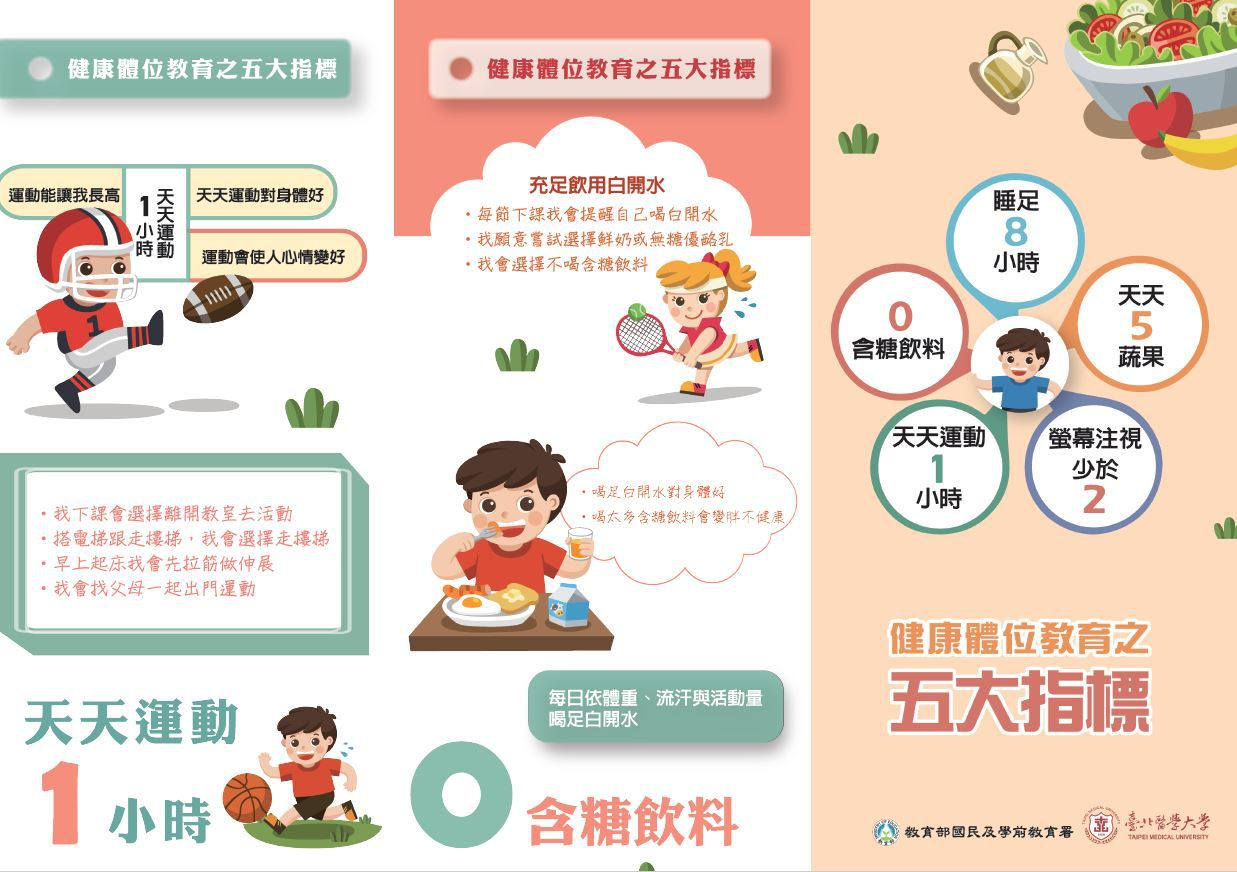 健康體位教育之五大指標
運動能讓我長高
天天運動
1小時
天天運動對身體好
運動會使人心情變好
1
・我下課會選擇離開教室去活動
・搭電梯跟走樓梯，我會選擇走樓梯
・早上起床我會先拉筋做伸展
・我會找父母一起出門運動
天天運動
1小時
健康體位教育之五大指標
充足飲用白開水
・每節下課我會提醒自己喝白開水
・我願意嘗試選擇鮮奶或無糖優酪乳
・我會選擇不喝含糖飲料
・喝足白開水對身體好
・喝太多含糖飲料會變胖不健康
每日依體重、流汗與活動量
喝足白開水
0含糖飲料
睡足
8
小時
天天
5
蔬果
0
含糖飲料
天天運動
1
小時
螢幕注視
少於
2
健康體位教育之
五大指標
教育部國民及學前教育署
臺北醫學大學
TAIPEI MEDICAL UNIVERSITY